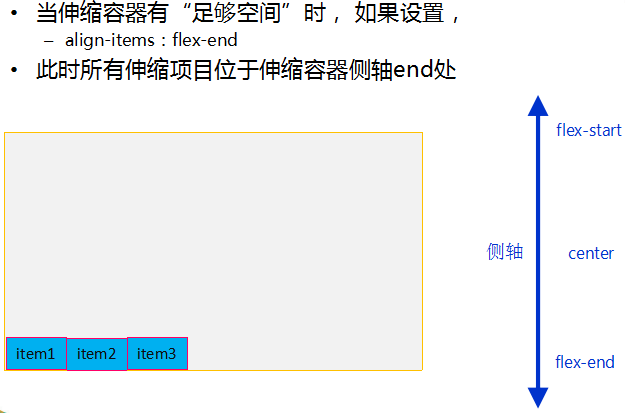 • 当伸缩容器有“足够空间”时，如果设置，
– align-items：flex-end
• 此时所有伸缩项目位于伸缩容器侧轴end处
flex-start
侧轴
center
item1
item2
item3
flex-end